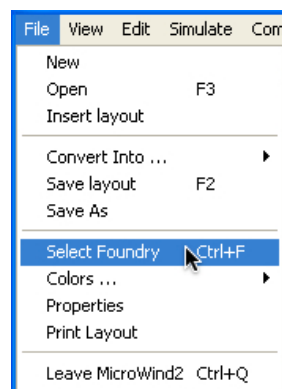 File View Edit Simulate Com
New
Open F3
Insert layout
Convert Into ...
Save layout F2
Save As
Select Foundry Ctrl+F
Colors ...
Properties
Print Layout
Leave MicroWind2 Ctrl+Q